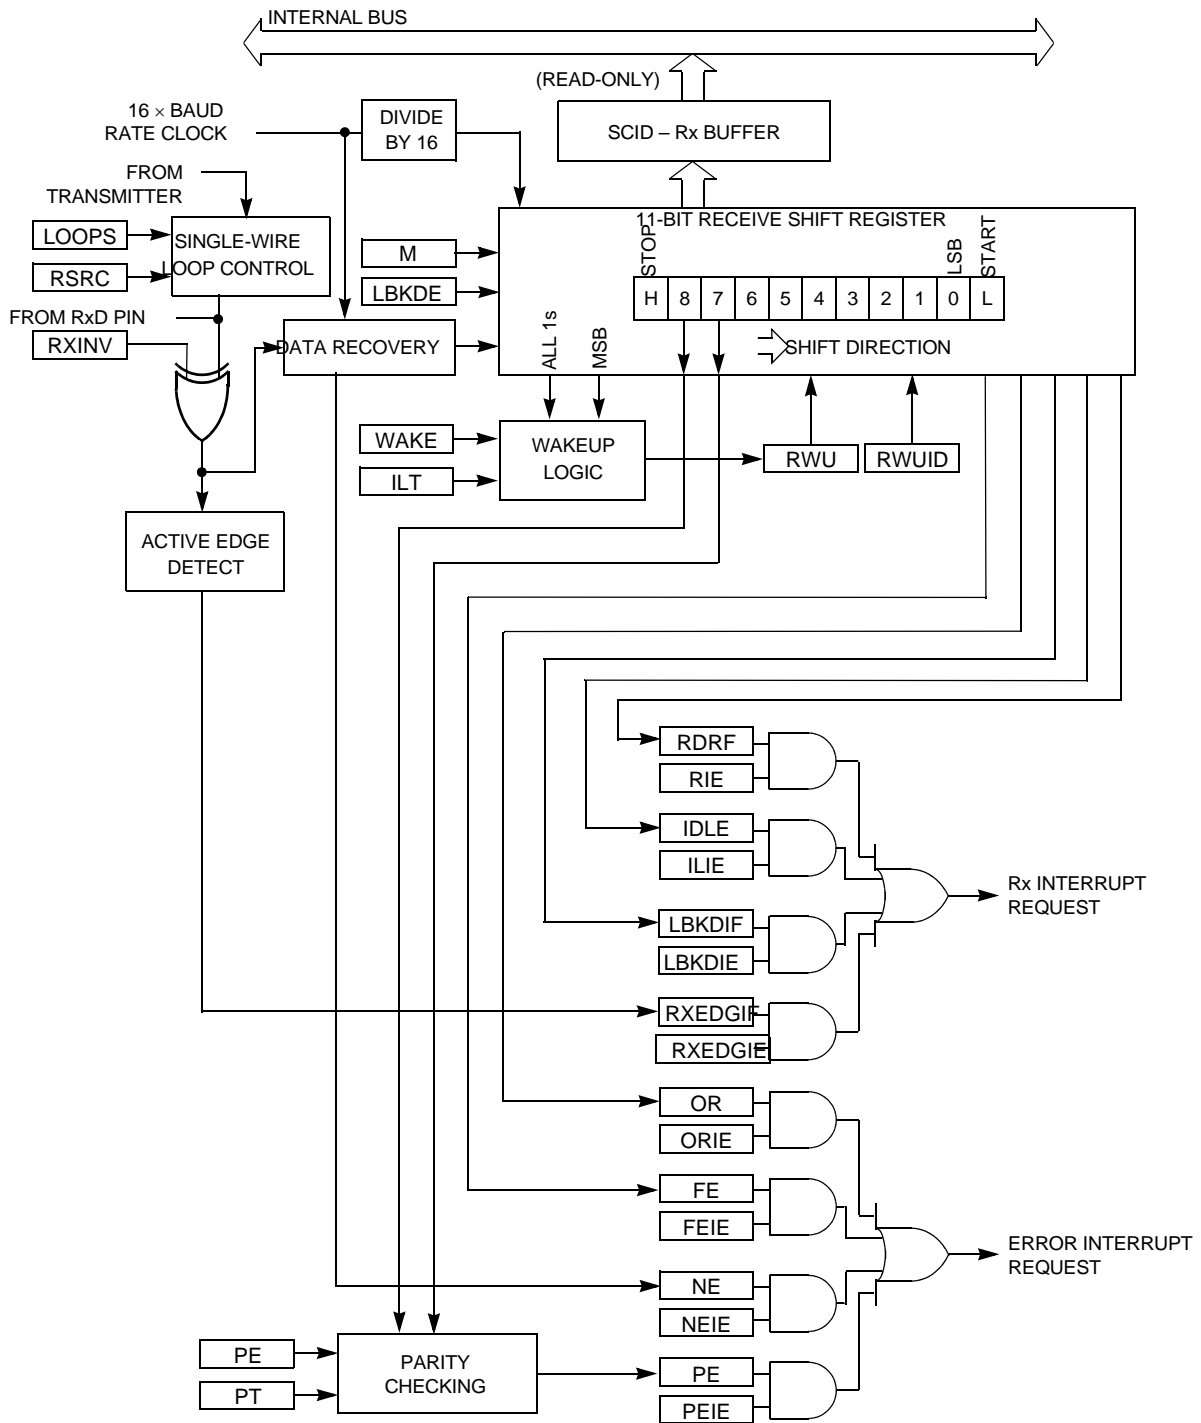 INTERNAL BUS
(READ-ONLY)
16 × BAUD
RATE CLOCK
DIVIDE
BY 16
SCID – Rx BUFFER
FROM
TRANSMITTER
LOOPS
RSRC
SINGLE-WIRE
LOOP CONTROL
M
LBKDE
11-BIT RECEIVE SHIFT REGISTER
STOP
LSB
START
H 8 7 6 5 4 3 2 1 0 L
FROM RxD PIN
RXINV
DATA RECOVERY
ALL 1s
MSB
SHIFT DIRECTION
WAKE
ILT
WAKEUP
LOGIC
RWU
RWUID
ACTIVE EDGE
DETECT
RDRF
RIE
IDLE
ILIE
Rx INTERRUPT
REQUEST
LBKDIF
LBKDIE
RXEDGIF
RXEDGIE
OR
ORIE
FE
FEIE
ERROR INTERRUPT
REQUEST
NE
NEIE
PE
PT
PARITY
CHECKING
PE
PEIE